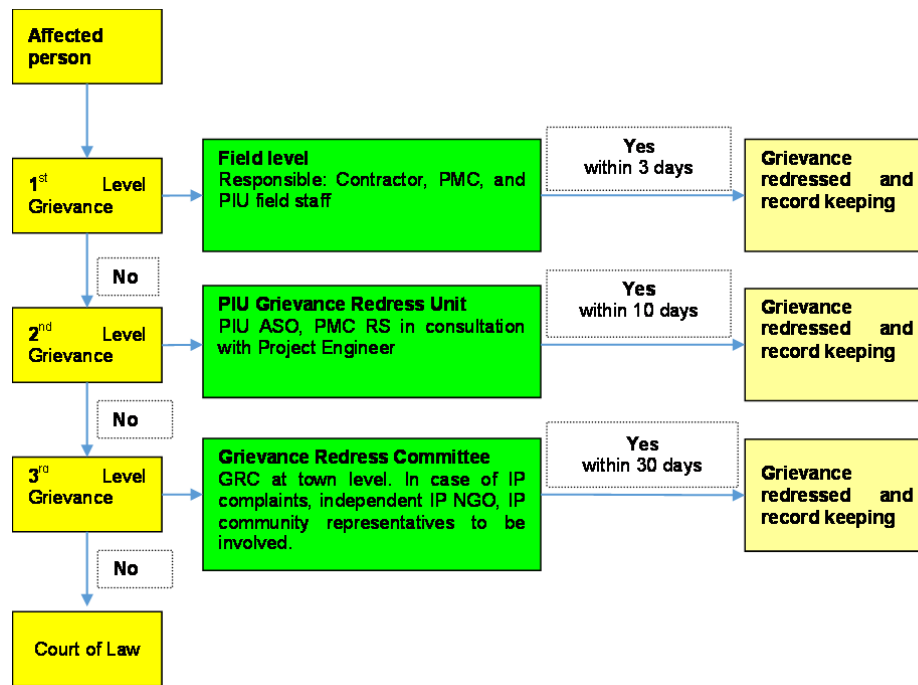 Affected
person
1st Level
Grievance
Field level
Responsible: Contractor, PMC, and
PIU field staff
Yes
within 3 days
Grievance
redressed and
record keeping
No
2nd Level
Grievance
PIU Grievance Redress Unit
PIU ASO, PMC RS in consultation
with Project Engineer
Yes
within 10 days
Grievance
redressed and
record keeping
No
3rd Level
Grievance
Grievance Redress Committee
GRC at town level. In case of IP
complaints, independent IP NGO, IP
community representatives to be
involved.
Yes
within 30 days
Grievance
redressed and
record keeping
No
Court of Law